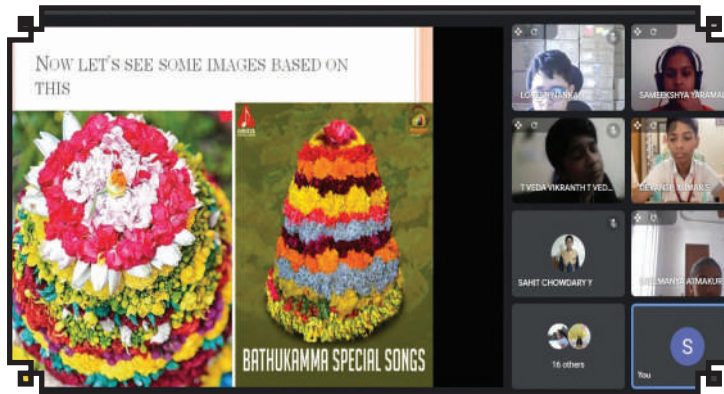 NOW LET'S SEE SOME IMAGES BASED ON
THIS
BATHUKAMMA SPECIAL SONGS
SAMEEKSHYA YARAMA
T VEDA VIKRANTH T VED...
SAHIT CHOWDARY Y
ATMAKUR
16 others
S
You